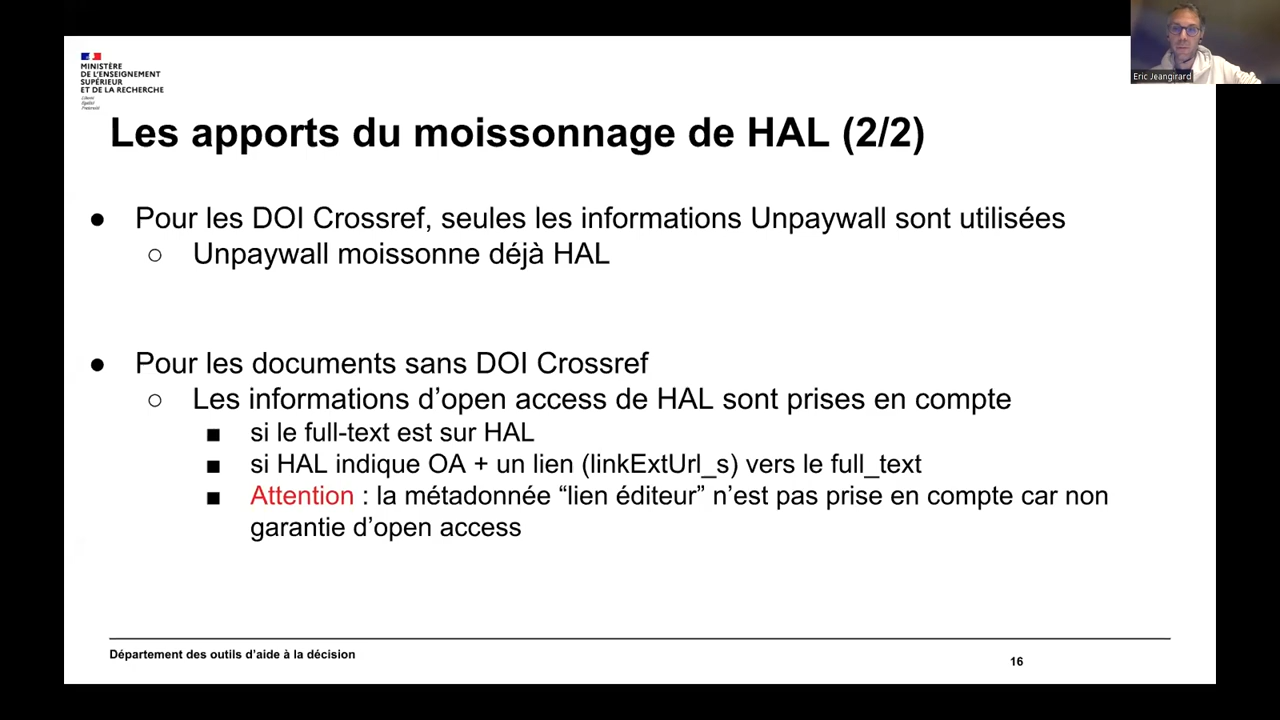 MINISTÈRE
DE L'ENSEIGNEMENT
SUPÉRIEUR
ET DE LA RECHERCHE
Liberté
Égalité
Fraternité
Eric Jeangirard
Les apports du moissonnage de HAL (2/2)
● Pour les DOI Crossref, seules les informations Unpaywall sont utilisées
○ Unpaywall moissonne déjà HAL
● Pour les documents sans DOI Crossref
○ Les informations d’open access de HAL sont prises en compte
■ si le full-text est sur HAL
■ si HAL indique OA + un lien (linkExtUrl_s) vers le full_text
■ Attention : la métadonnée “lien éditeur” n’est pas prise en compte car non
garantie d’open access
Département des outils d’aide à la décision
16